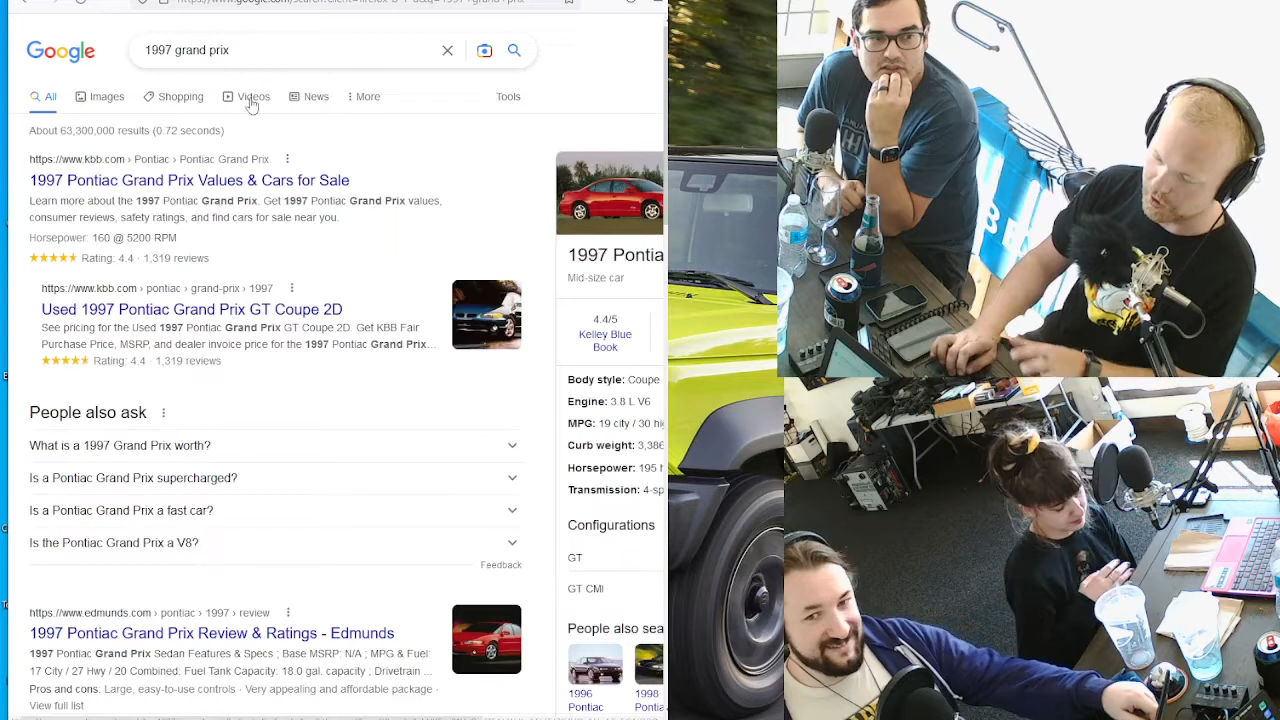 Google
1997 grand prix
All
Images
Shopping
Videos
News
More
Tools
About 63,300,000 results (0.72 seconds)
https://www.kbb.com › Pontiac › Pontiac Grand Prix
1997 Pontiac Grand Prix Values & Cars for Sale
Learn more about the 1997 Pontiac Grand Prix. Get 1997 Pontiac Grand Prix values,
consumer reviews, safety ratings, and find cars for sale near you.
Horsepower: 160 @ 5200 RPM
Rating: 4.4 · 1,319 reviews
https://www.kbb.com › pontiac › grand-prix › 1997
Used 1997 Pontiac Grand Prix GT Coupe 2D
See pricing for the Used 1997 Pontiac Grand Prix GT Coupe 2D. Get KBB Fair
Purchase Price, MSRP, and dealer invoice price for the 1997 Pontiac Grand Prix...
Rating: 4.4 · 1,319 reviews
People also ask
What is a 1997 Grand Prix worth?
Is a Pontiac Grand Prix supercharged?
Is a Pontiac Grand Prix a fast car?
Is the Pontiac Grand Prix a V8?
Feedback
https://www.edmunds.com › pontiac › 1997 › review
1997 Pontiac Grand Prix Review & Ratings - Edmunds
1997 Pontiac Grand Prix Sedan Features & Specs ; Base MSRP: N/A ; MPG & Fuel:
17 City / 27 Hwy / 20 Combined; Fuel Tank Capacity. 18.0 gal. capacity ; Drivetrain ...
Pros and cons: Large, easy-to-use controls · Very appealing and affordable package ·
View full list
1997 Pontia
Mid-size car
4.4/5
Kelley Blue
Book
Body style: Coupe
Engine: 3.8 L V6
MPG: 19 city / 30 hi
Curb weight: 3,386
Horsepower: 195 h
Transmission: 4-sp
Configurations
GT
GT CMI
People also sea
1996
Pontiac
1998
Pontia